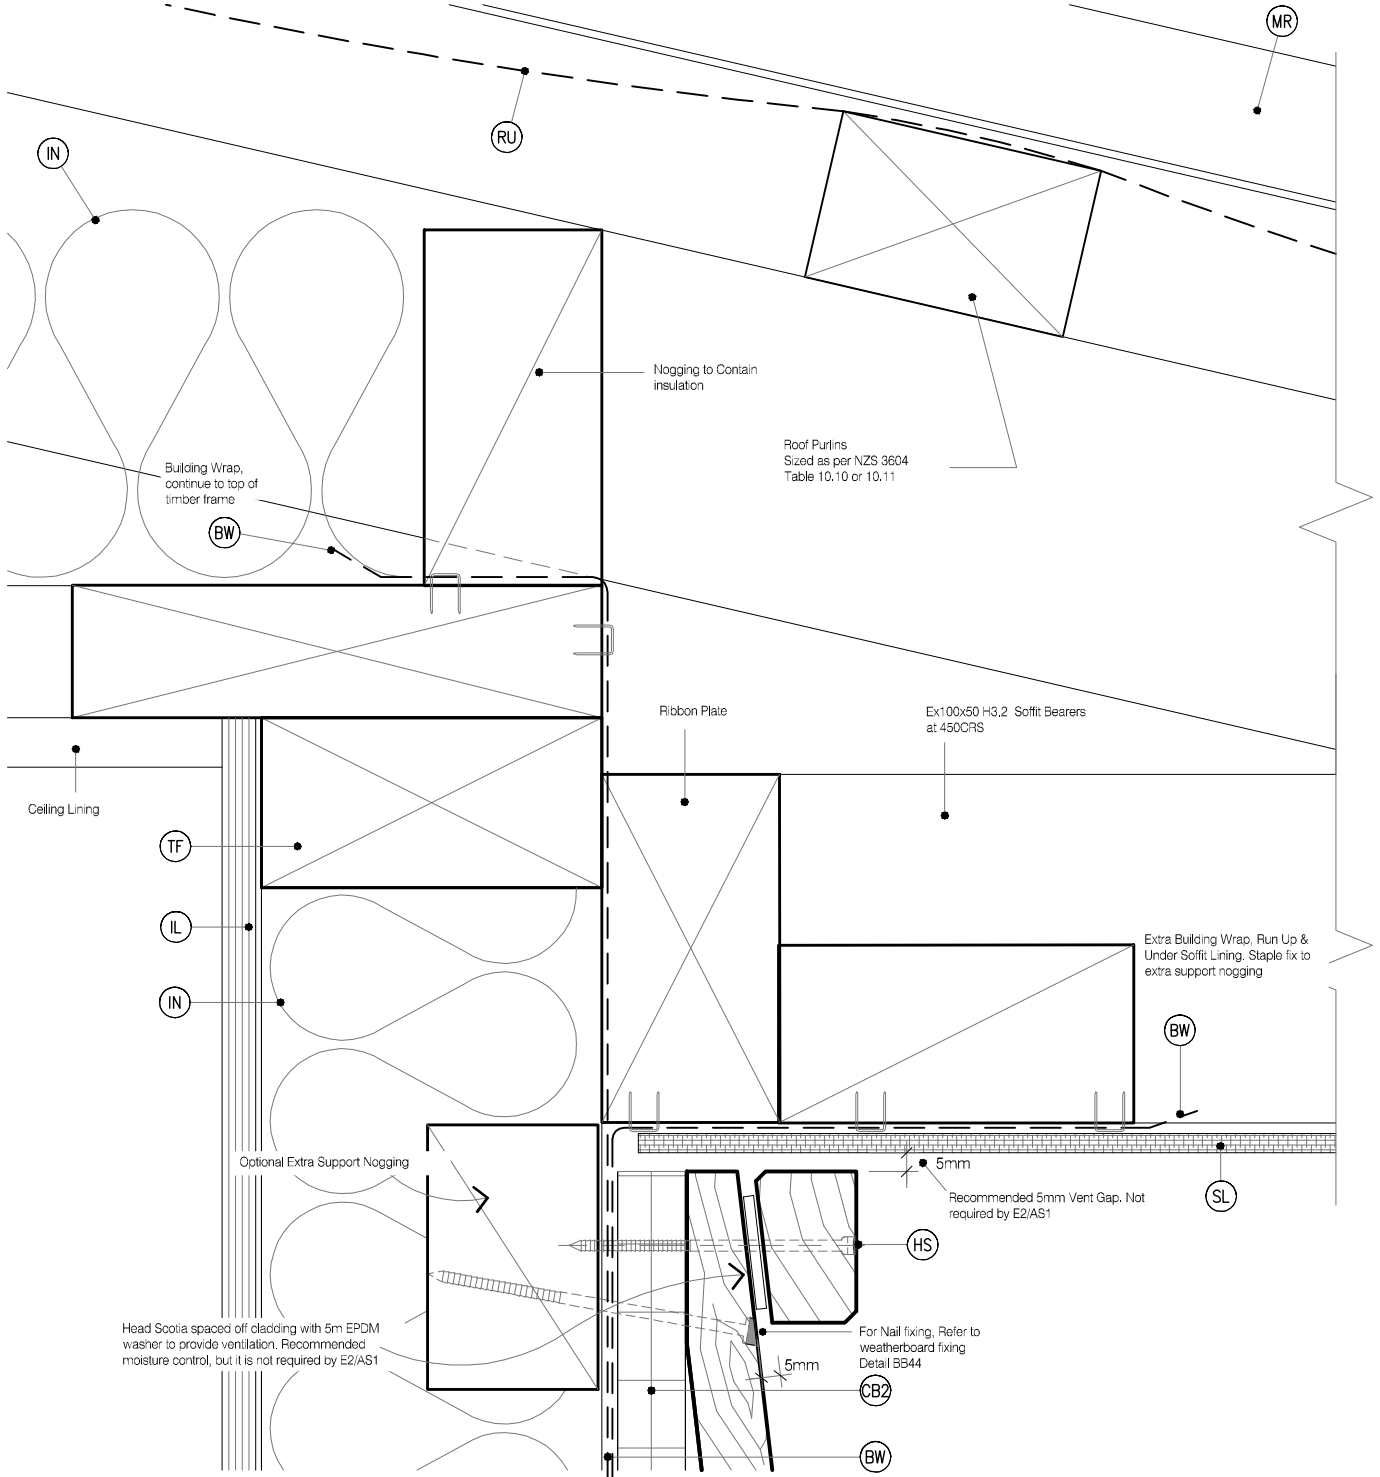 MR
RU
IN
Nogging to Contain
insulation
Roof Purlins
Sized as per NZS 3604
Table 10.10 or 10.11
Building Wrap,
continue to top of
timber frame
BW
Ribbon Plate
Ex100x50 H3.2 Soffit Bearers
at 450CRS
Ceiling Lining
TF
IL
IN
Extra Building Wrap, Run Up &
Under Soffit Lining. Staple fix to
extra support nogging
BW
Optional Extra Support Nogging
5mm
Recommended 5mm Vent Gap. Not
required by E2/AS1
SL
HS
Head Scotia spaced off cladding with 5m EPDM
washer to provide ventilation. Recommended
moisture control, but it is not required by E2/AS1
For Nail fixing, Refer to
weatherboard fixing
Detail BB44
5mm
CB2
BW